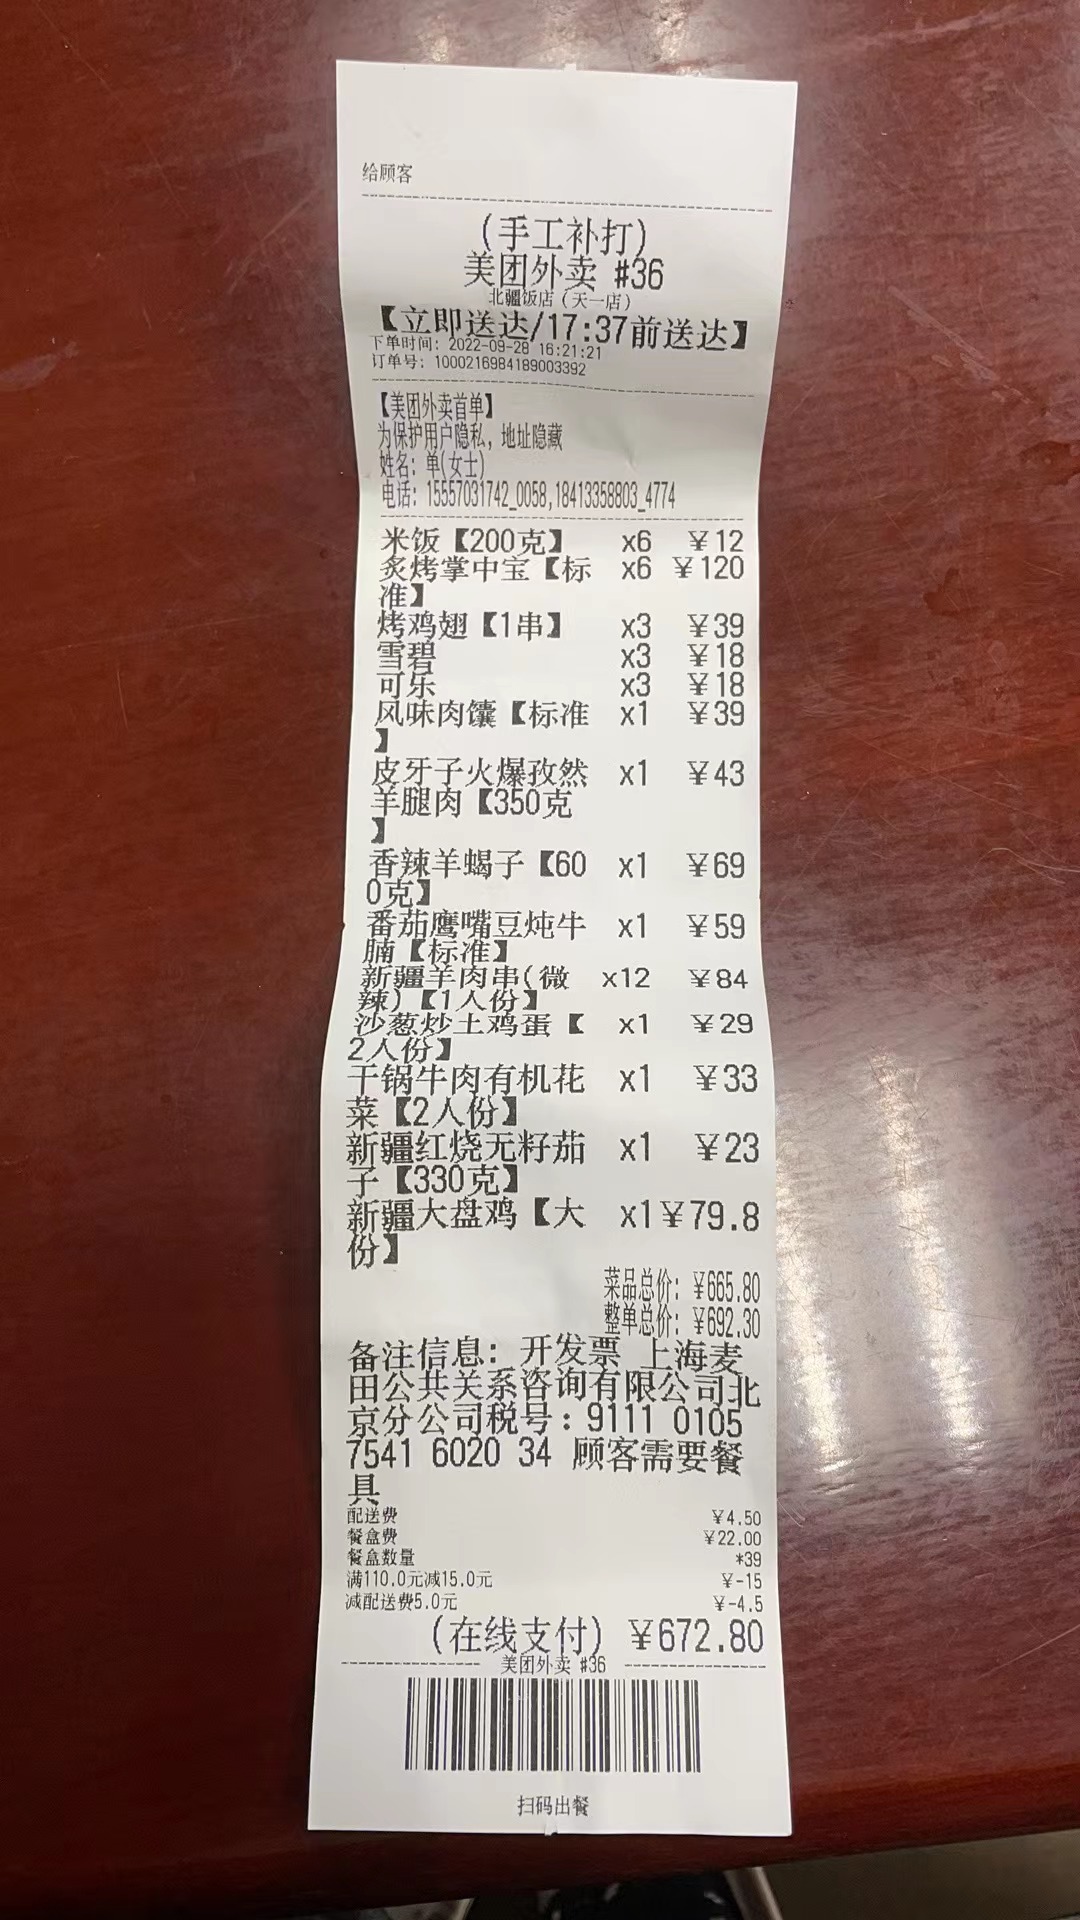 给顾客
(手工补打)
美团外卖 #36
北疆饭店（天一店）
【立即送达/17:37前送达】
下单时间: 2022-09-28 16:21:21
订单号: 1000216984189003392
【美团外卖首单】
为保护用户隐私，地址隐藏
姓名: 单(女士)
电话: 15557031742_0058,18413358803_4774
米饭【200克】 x6 ¥12
炙烤掌中宝【标 x6 ¥120
准】
烤鸡翅【1串】 x3 ¥39
雪碧 x3 ¥18
可乐 x3 ¥18
风味肉馕【标准 x1 ¥39
】
皮牙子火爆孜然 x1 ¥43
羊腿肉【350克
】
香辣羊蝎子【60 x1 ¥69
0克】
番茄鹰嘴豆炖牛 x1 ¥59
腩【标准】
新疆羊肉串(微 x12 ¥84
辣)【1人份】
沙葱炒土鸡蛋【 x1 ¥29
2人份】
干锅牛肉有机花 x1 ¥33
菜【2人份】
新疆红烧无籽茄 x1 ¥23
子【330克】
新疆大盘鸡【大 x1 ¥79.8
份】
菜品总价: ¥665.80
整单总价: ¥692.30
备注信息: 开发票 上海麦
田公共关系咨询有限公司北
京分公司税号：9111 0105
7541 6020 34 顾客需要餐
具
配送费 ¥4.50
餐盒费 ¥22.00
餐盒数量 *39
满110.0元减15.0元 ¥-15
减配送费5.0元 ¥-4.5
(在线支付) ¥672.80
美团外卖 #36
扫码出餐